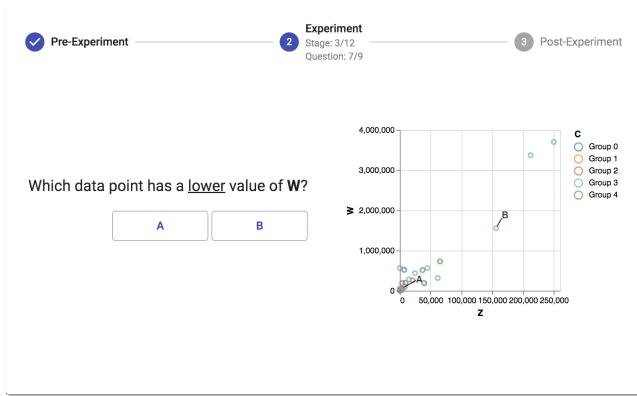 Pre-Experiment
2
Experiment
Stage: 3/12
Question: 7/9
3
Post-Experiment
Which data point has a lower value of W?
A
B
4,000,000
3,000,000
2,000,000
1,000,000
0
W
B
A
0 50,000 100,000 150,000 200,000 250,000
Z
C
Group 0
Group 1
Group 2
Group 3
Group 4